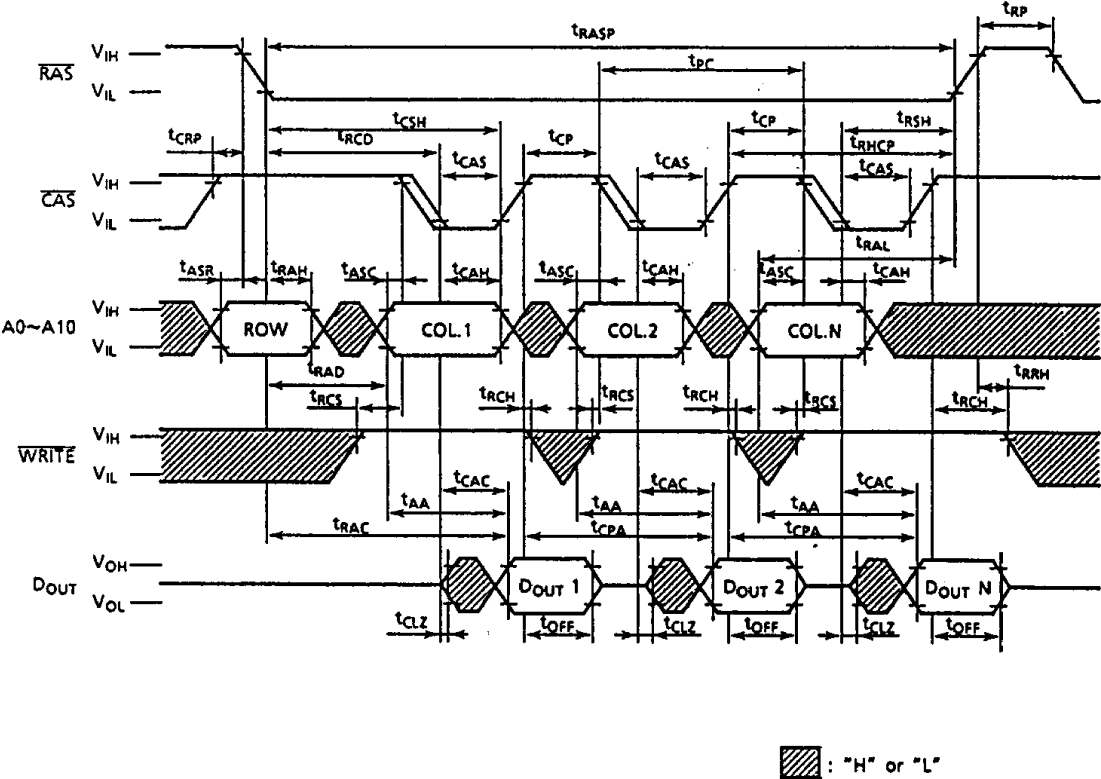 tRP
tRASP
VIH
RAS
VIL
tPC
tCSH
tRSH
tCRP
tRCD
tCP
tCP
tRHCP
tCAS
tCAS
tCAS
VIH
CAS
VIL
tRAL
tASR
tRAH
tASC
tCAH
tASC
tCAH
tASC
tCAH
VIH
A0~A10
ROW
COL.1
COL.2
COL.N
VIL
tRAD
tRRH
tRCS
tRCH
tRCS
tRCH
tRCS
tRCH
VIH
WRITE
VIL
tCAC
tCAC
tCAC
tAA
tAA
tAA
tRAC
tCPA
tCPA
VOH
DOUT
DOUT 1
DOUT 2
DOUT N
VOL
tCLZ
tOFF
tCLZ
tOFF
tCLZ
tOFF
: "H" or "L"